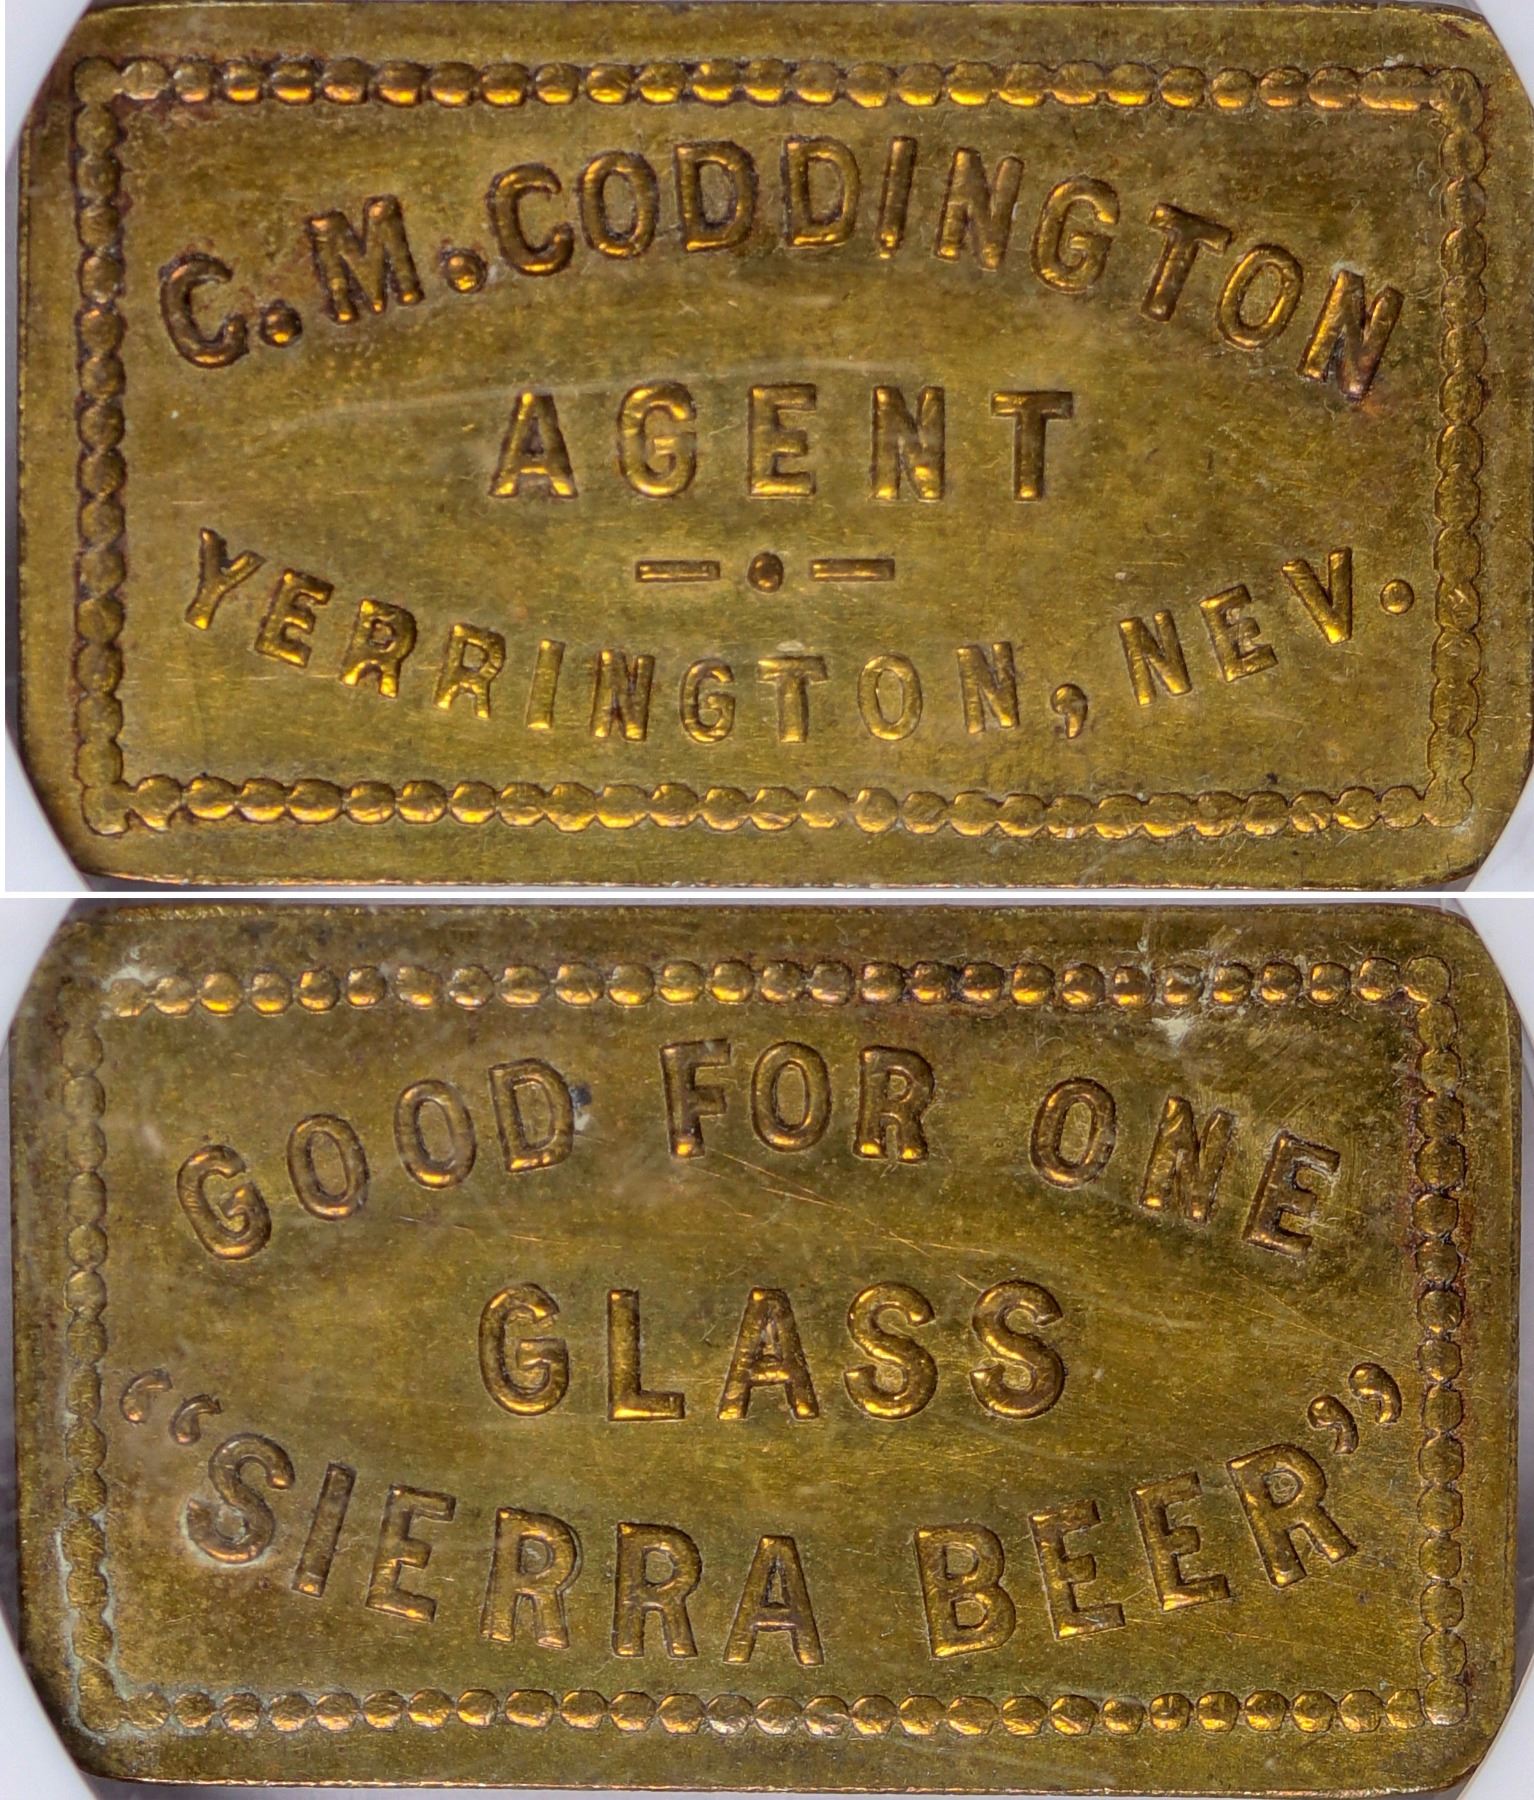 C.M.CODDINGTON
AGENT
YERRINGTON, NEV.
GOOD FOR ONE
GLASS
“SIERRA BEER”